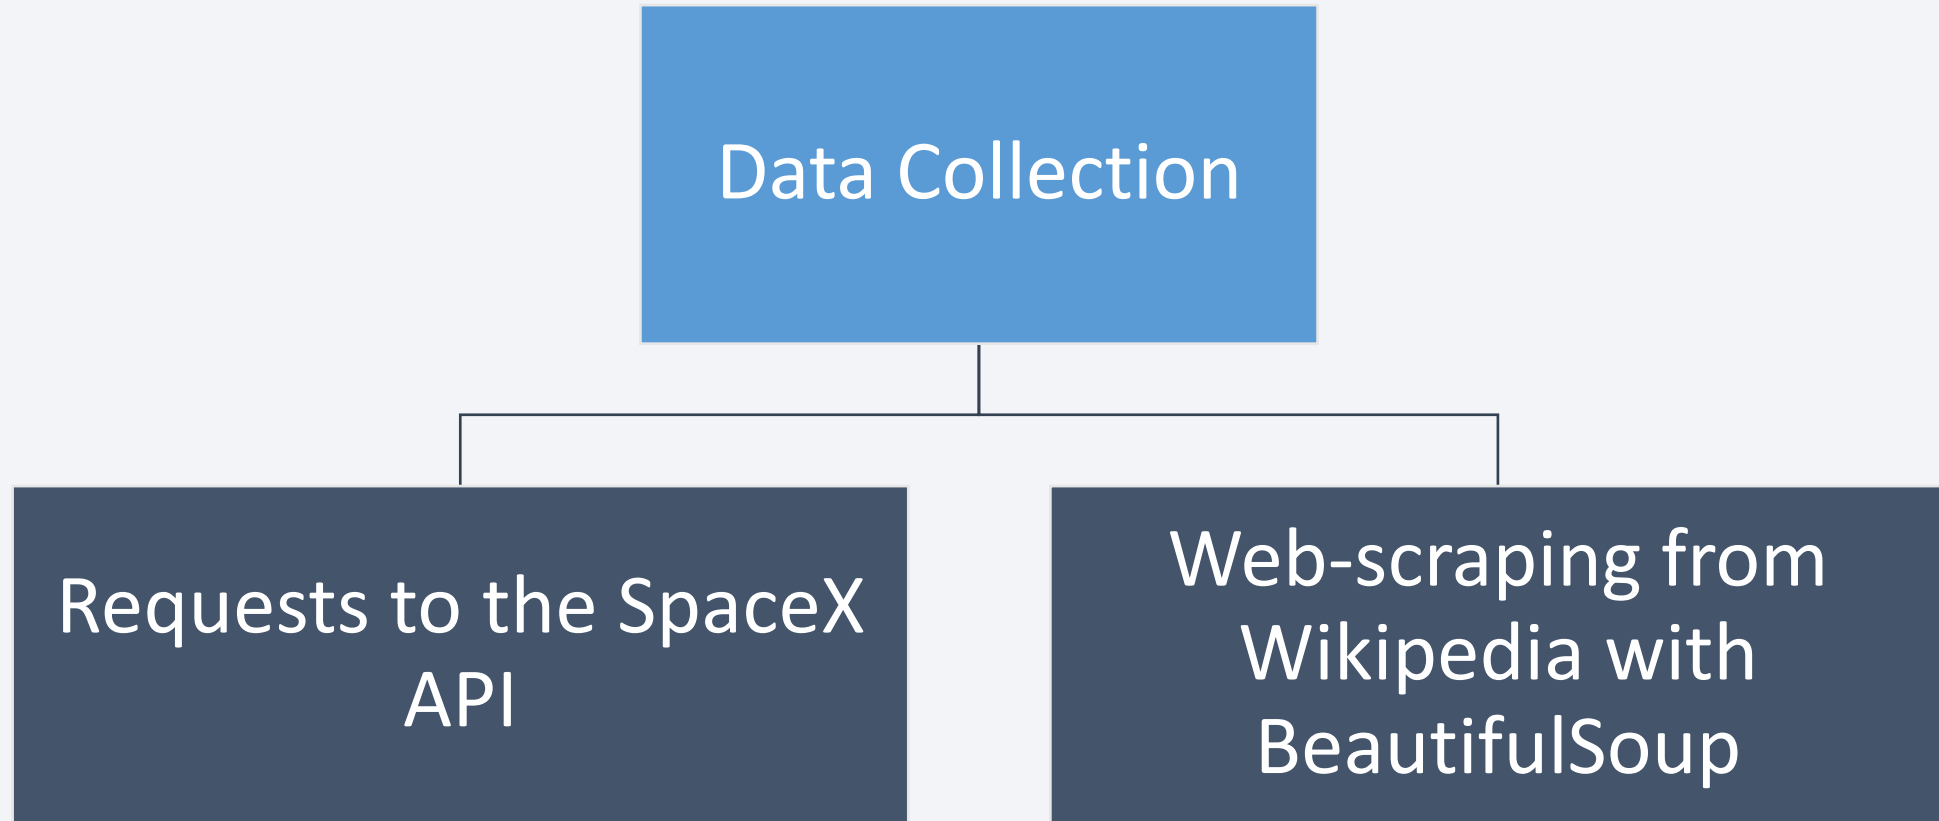 Data Collection
Requests to the SpaceX
API
Web-scraping from
Wikipedia with
BeautifulSoup